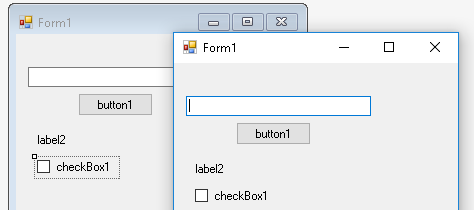 Form1
button1
label2
checkBox1
Form1
button1
label2
checkBox1